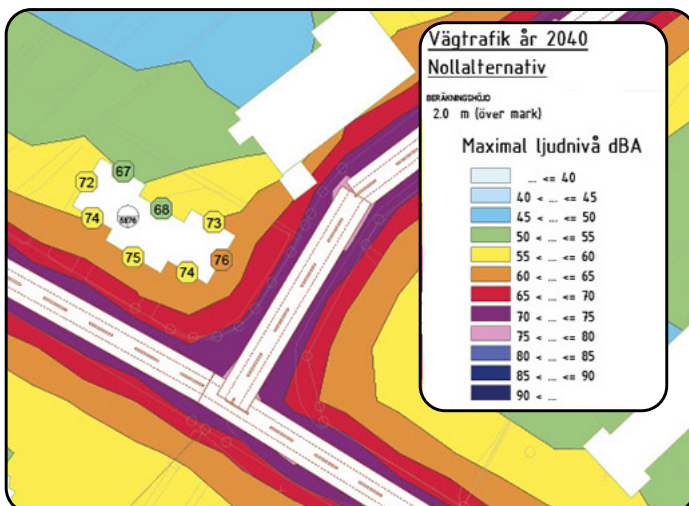 Vägtrafik år 2040
Nollalternativ
BERÄKNINGSHÖJD
2.0 m (över mark)
Maximal ljudnivå dBA
... <= 40
40 < ... <= 45
45 < ... <= 50
50 < ... <= 55
55 < ... <= 60
60 < ... <= 65
65 < ... <= 70
70 < ... <= 75
75 < ... <= 80
80 < ... <= 85
85 < ... <= 90
90 < ...
67
72
68
74
73
75
76
74